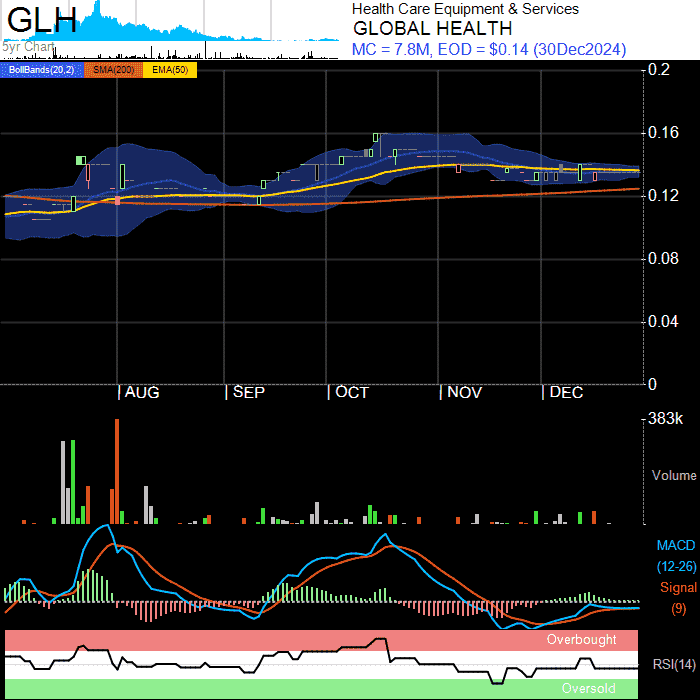 GLH
5yr Chart
Health Care Equipment & Services
GLOBAL HEALTH
MC = 7.8M, EOD = $0.14 (30Dec2024)
BollBands(20,2) SMA(200) EMA(50)
0.2
0.16
0.12
0.08
0.04
0
AUG SEP OCT NOV DEC
383k
Volume
MACD
(12-26)
Signal
(9)
Overbought
RSI(14)
Oversold